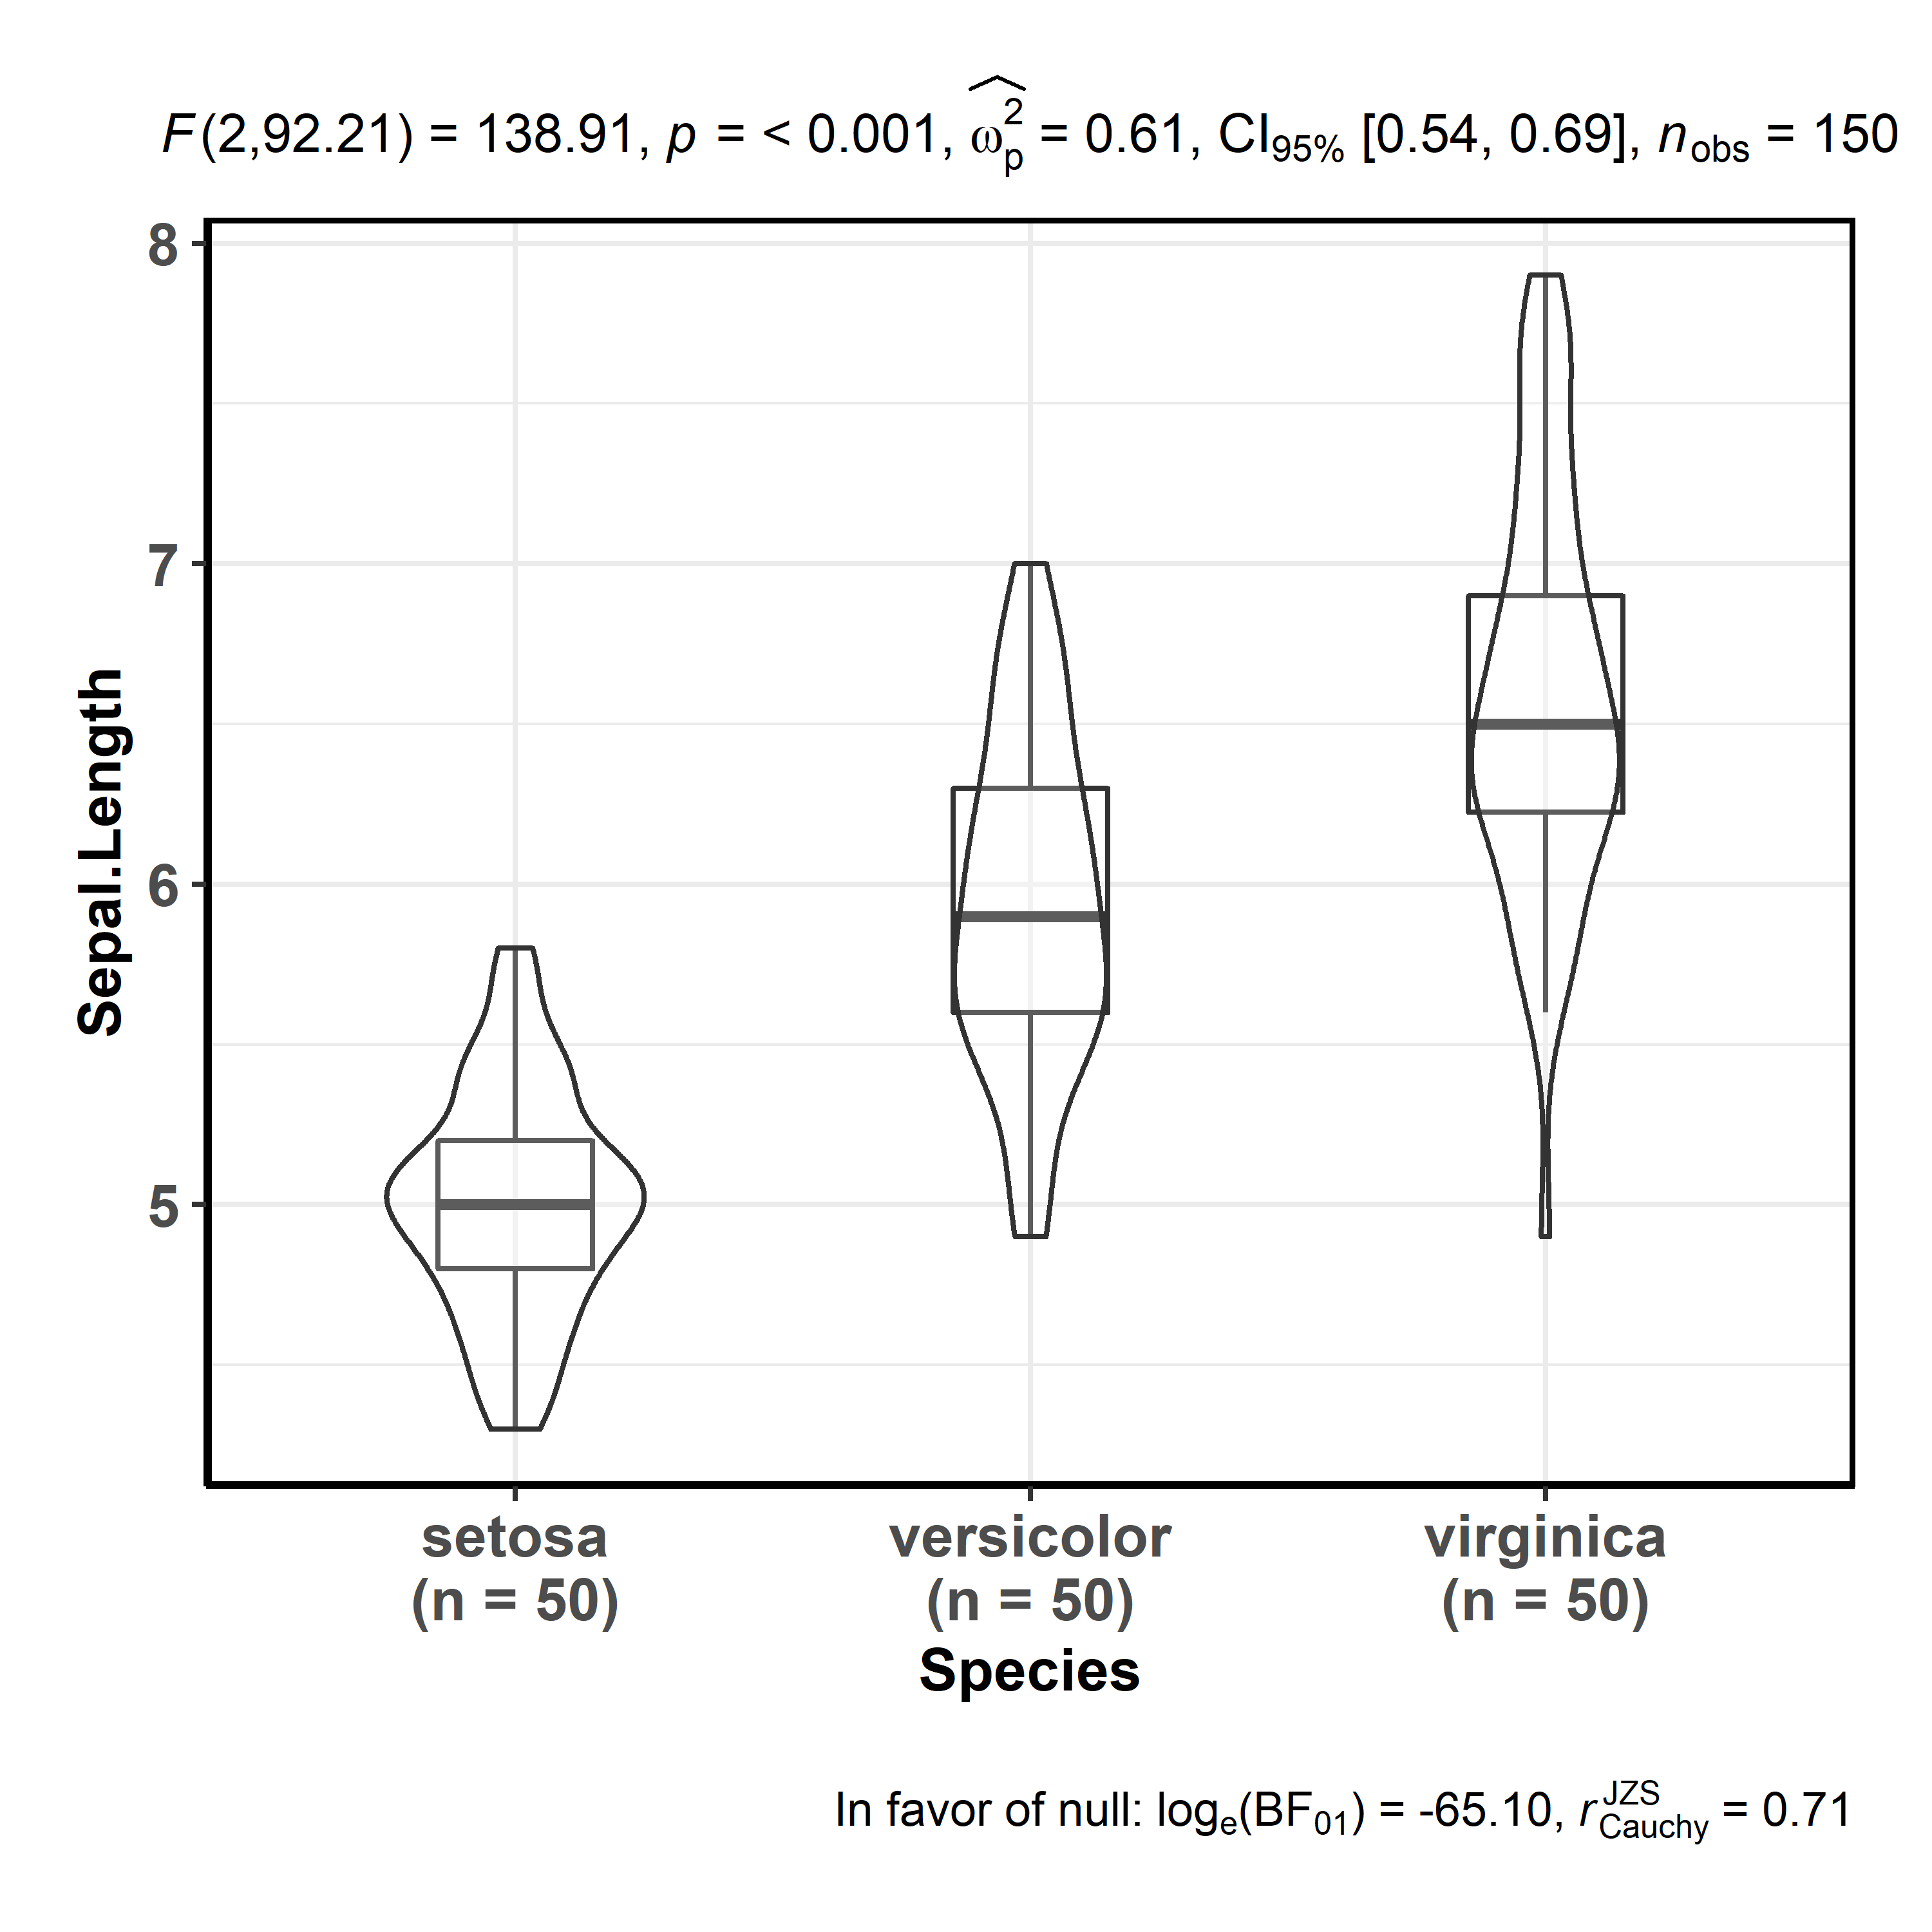 F(2,92.21) = 138.91, p = < 0.001, ω̂²ₚ = 0.61, CI95% [0.54, 0.69], nobs = 150
8
7
6
5
Sepal.Length
setosa versicolor virginica
(n = 50) (n = 50) (n = 50)
Species
In favor of null: loge(BF01) = -65.10, rJZSCauchy = 0.71